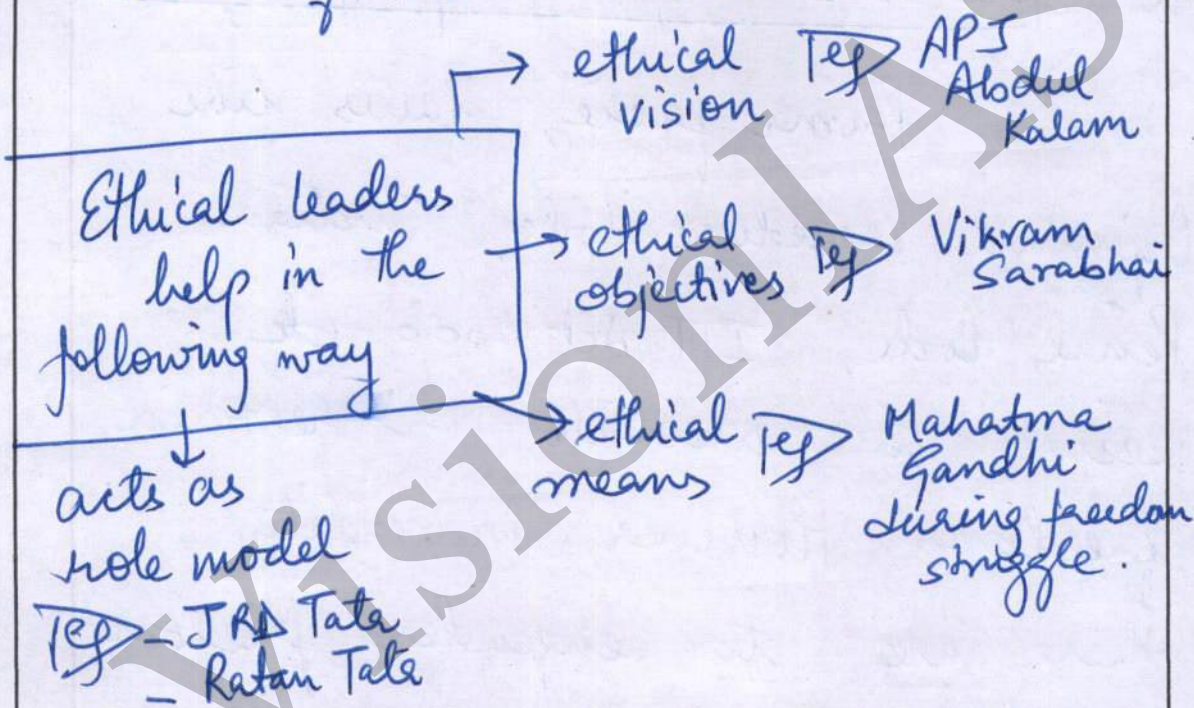 ethical eg APJ
vision Abdul
Kalam
Ethical leaders
help in the
following way
ethical eg Vikram
objectives Sarabhai
ethical eg Mahatma
means Gandhi
during freedom
struggle.
acts as
role model
eg - JRD Tata
- Ratan Tata
VisionIAS